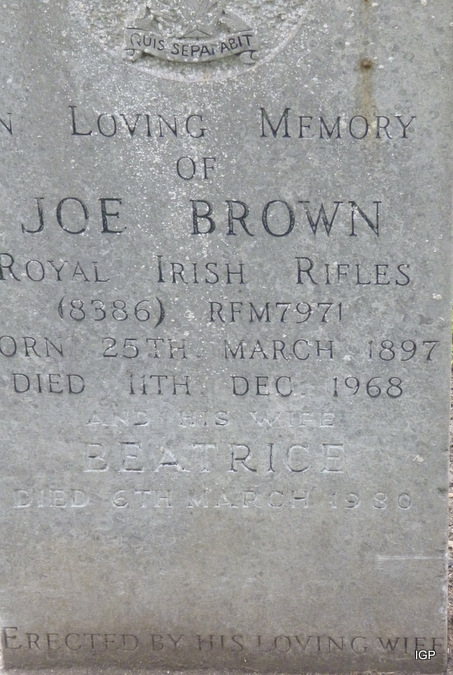 QUIS SEPARABIT
N LOVING MEMORY
OF
JOE BROWN
ROYAL IRISH RIFLES
(8386) RFM7971
ORN 25TH MARCH 1897
DIED 11TH DEC 1968
AND HIS WIFE
BEATRICE
DIED 6TH MARCH 1980
ERECTED BY HIS LOVING WIFE
IGP